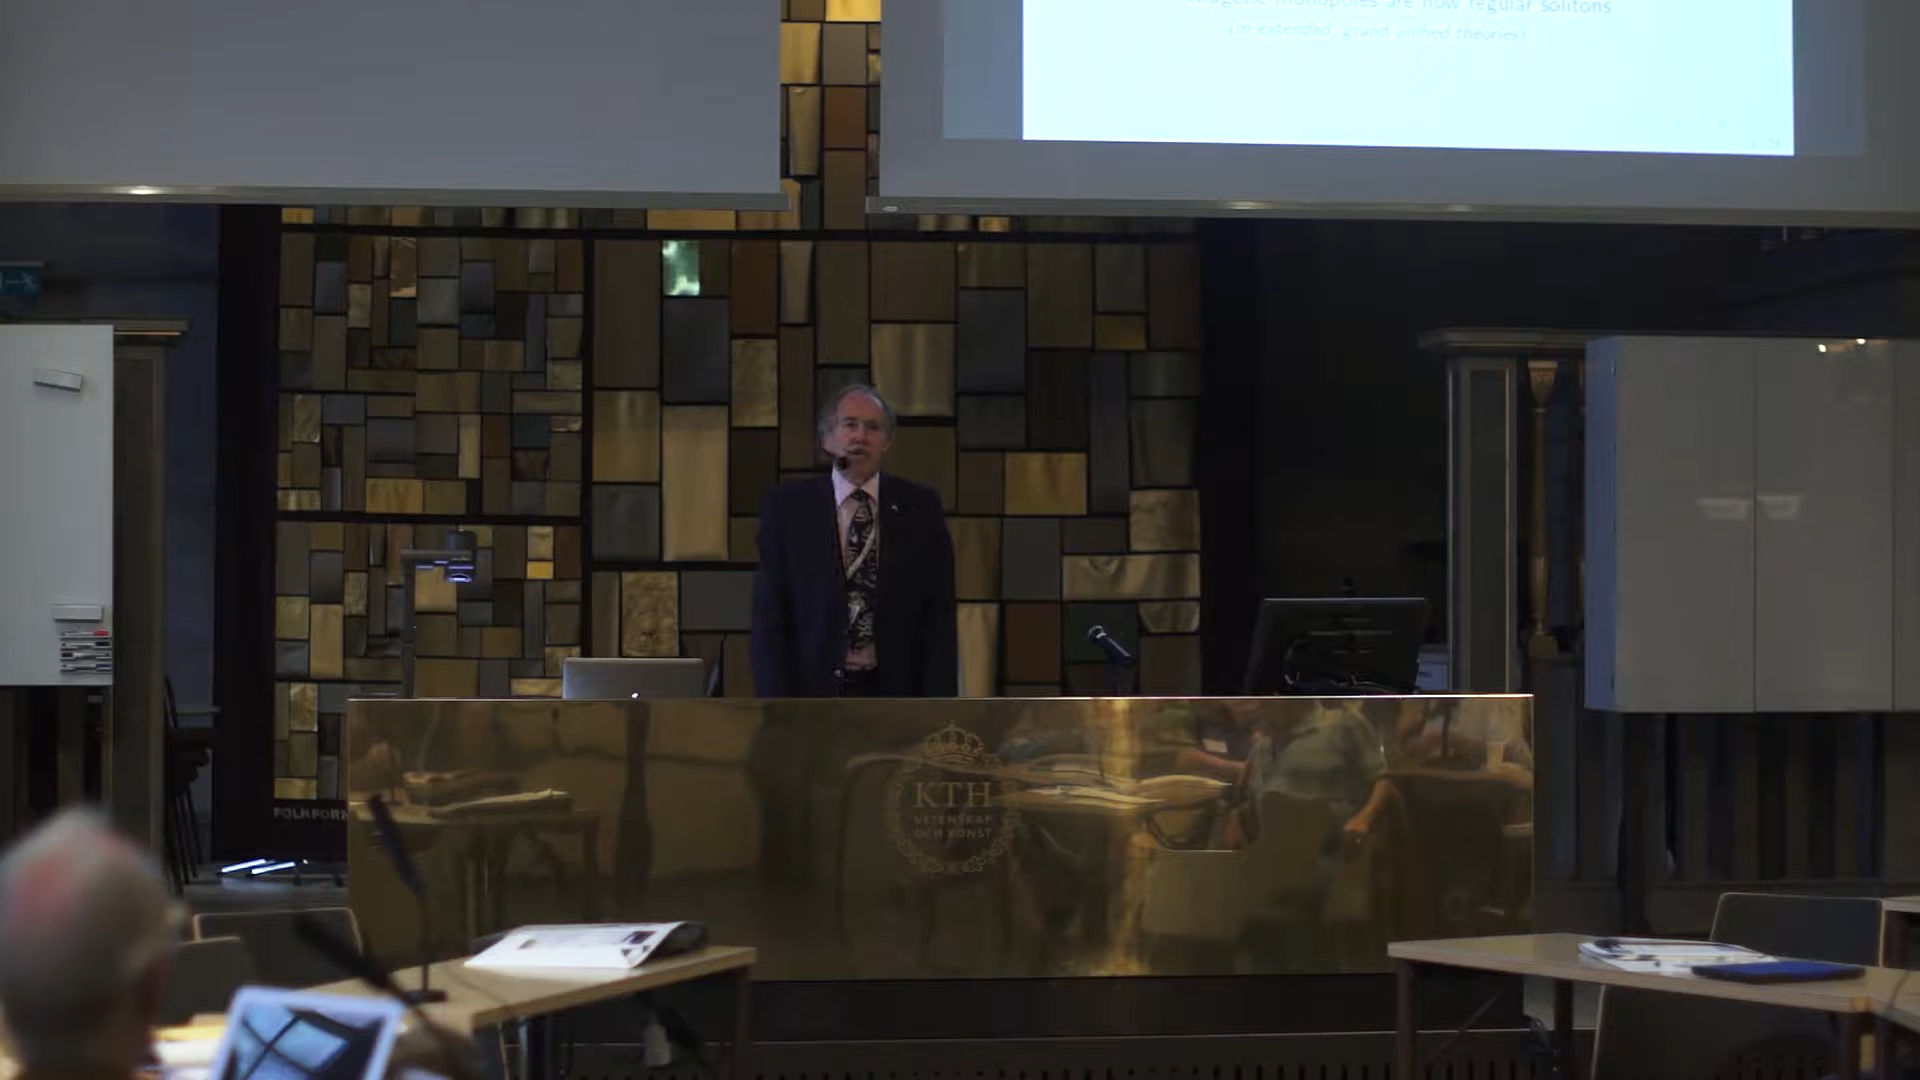 Magnetic monopoles are now regular solitons
(in extended, grand unified theories)
KTH
VETENSKAP
OCH KONST